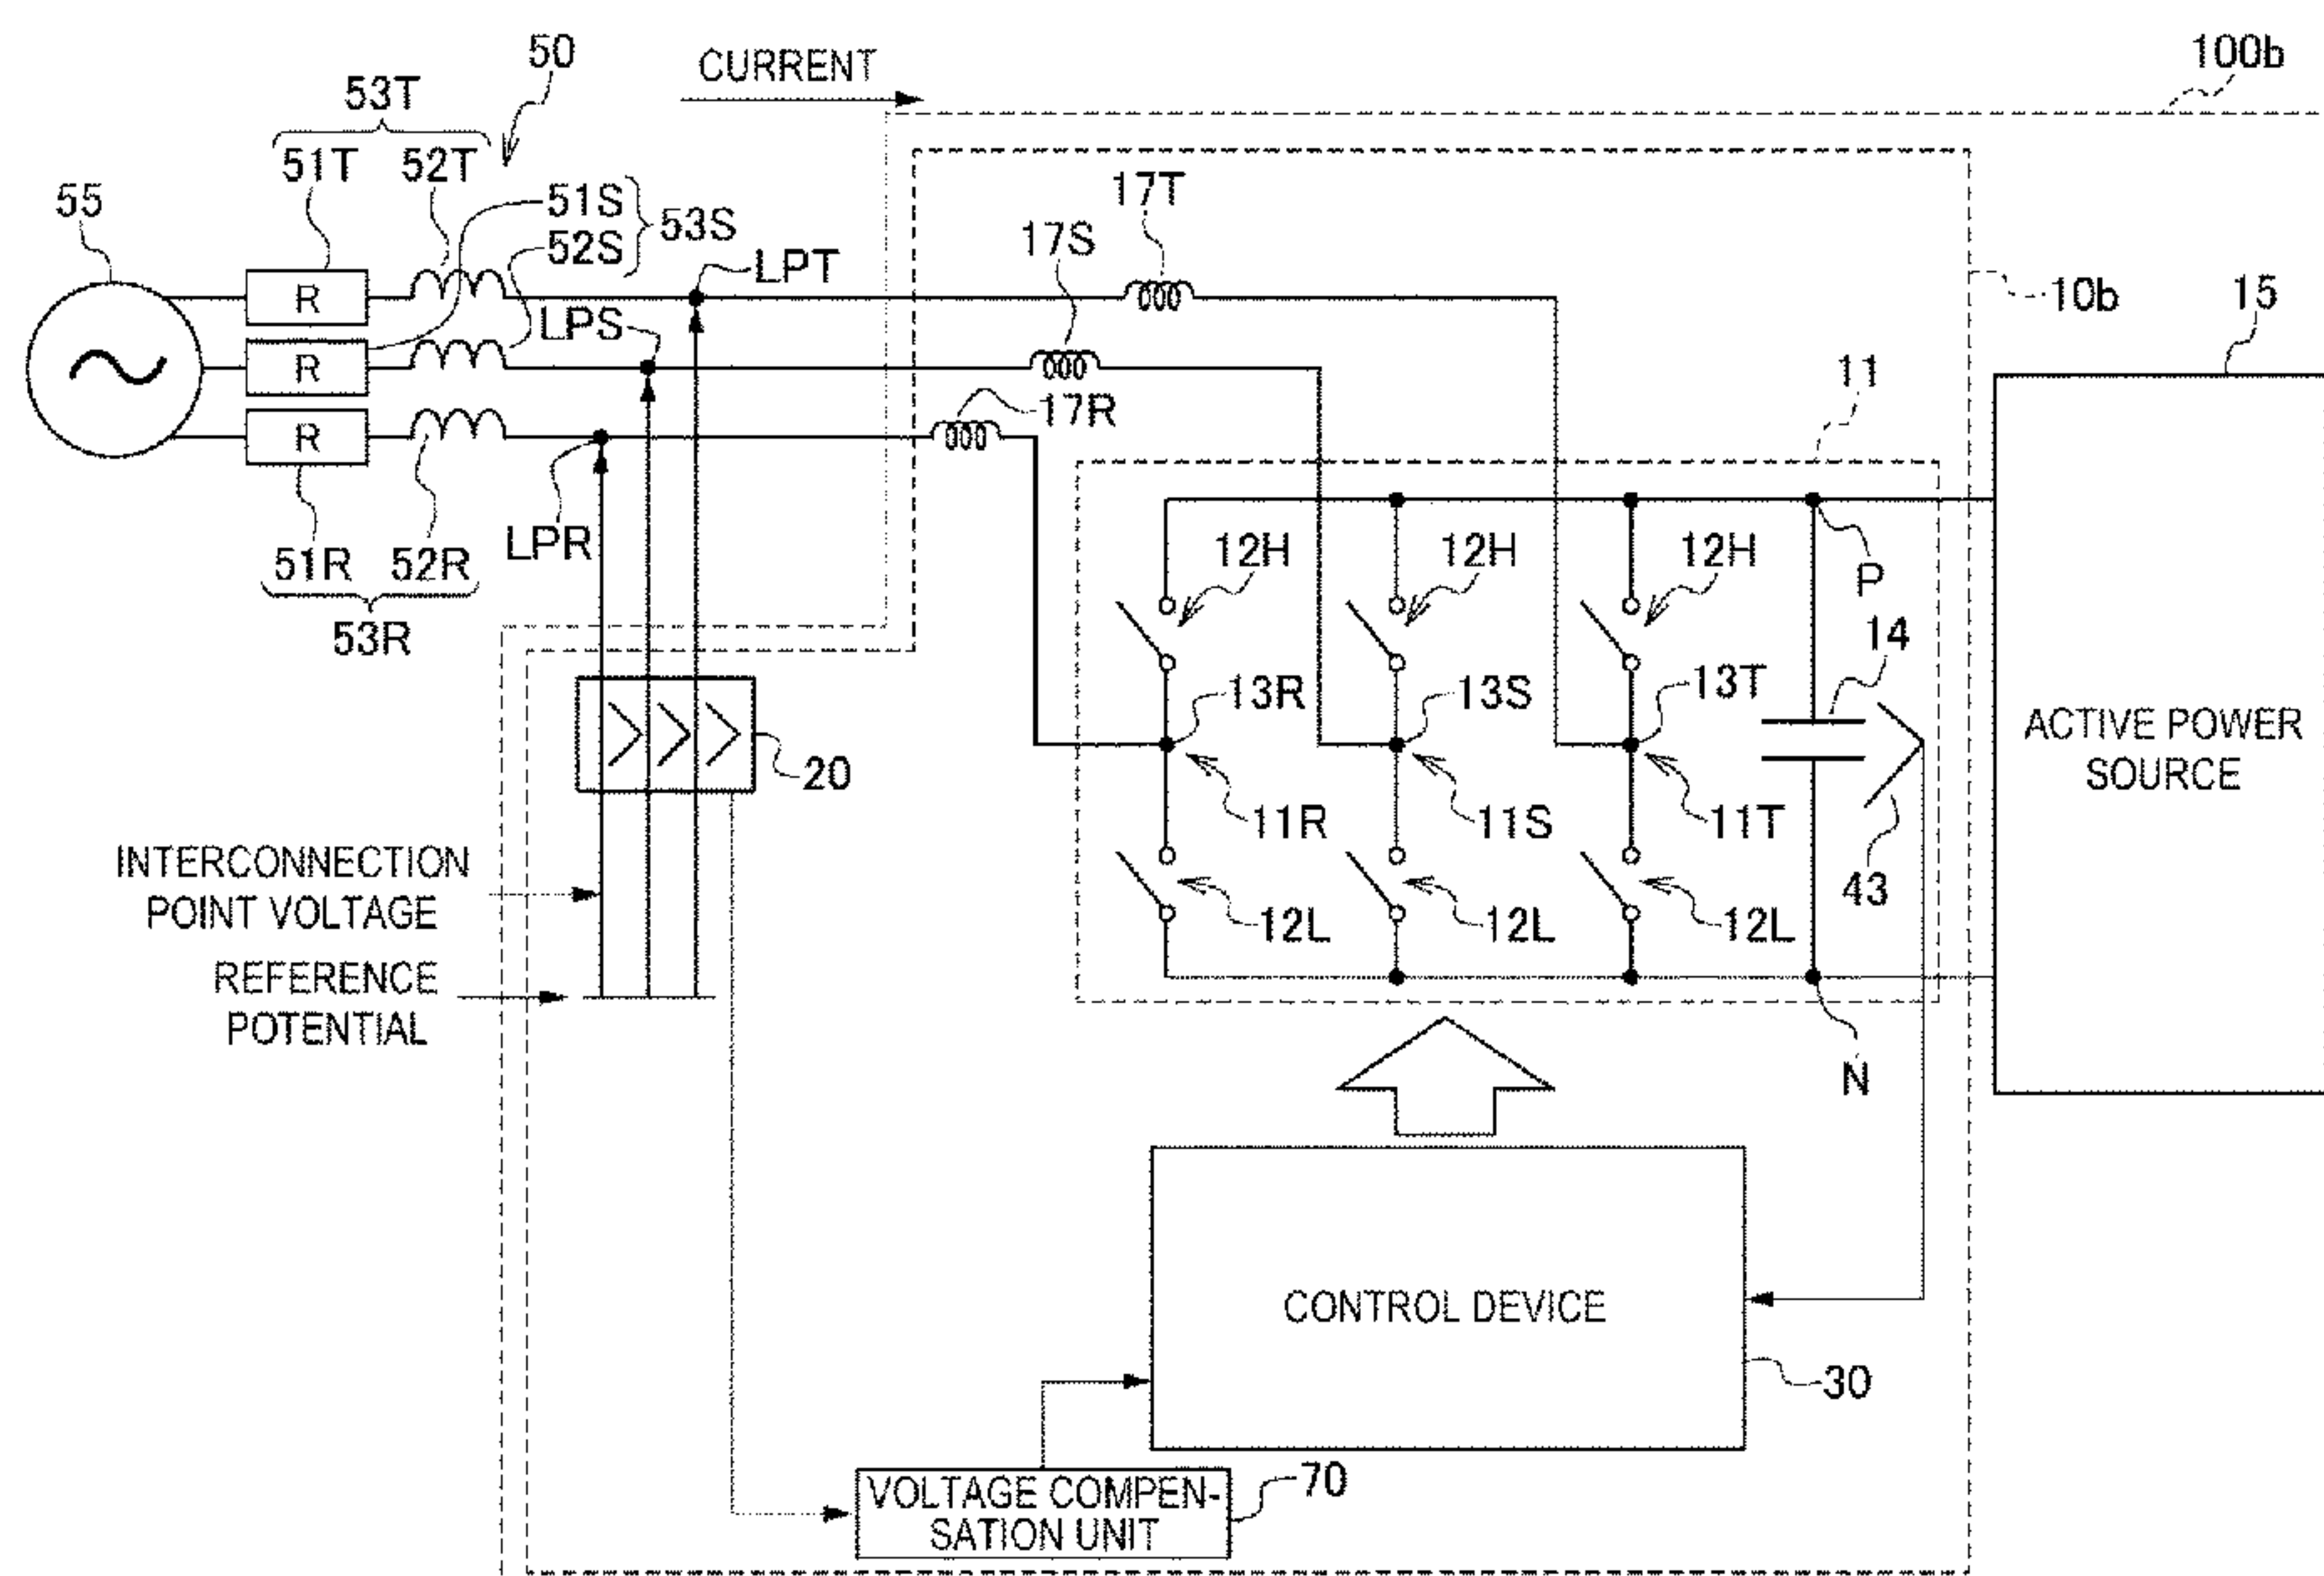 50
CURRENT
100b
53T
51T
52T
51S
52S
53S
55
17T
17S
LPT
LPS
10b
15
R
R
R
17R
11
LPR
51R
52R
53R
12H
12H
12H
P
14
13R
13S
13T
ACTIVE POWER
SOURCE
20
11R
11S
11T
43
INTERCONNECTION
POINT VOLTAGE
12L
12L
12L
REFERENCE
POTENTIAL
N
CONTROL DEVICE
30
VOLTAGE COMPEN-
SATION UNIT
70